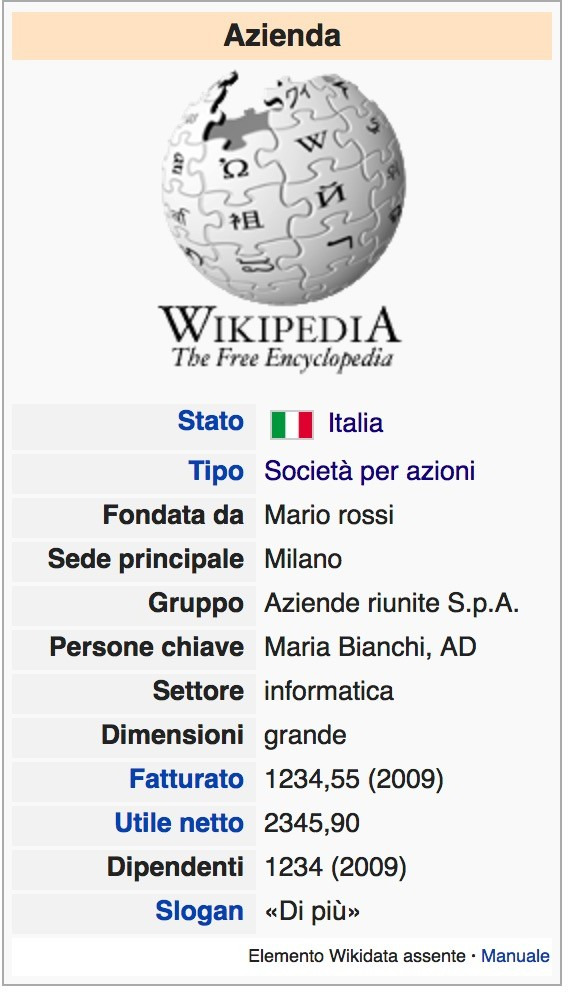 Azienda
Ω W И 祖
WIKIPEDIA
The Free Encyclopedia
Stato Italia
Tipo Società per azioni
Fondata da Mario rossi
Sede principale Milano
Gruppo Aziende riunite S.p.A.
Persone chiave Maria Bianchi, AD
Settore informatica
Dimensioni grande
Fatturato 1234,55 (2009)
Utile netto 2345,90
Dipendenti 1234 (2009)
Slogan «Di più»
Elemento Wikidata assente · Manuale